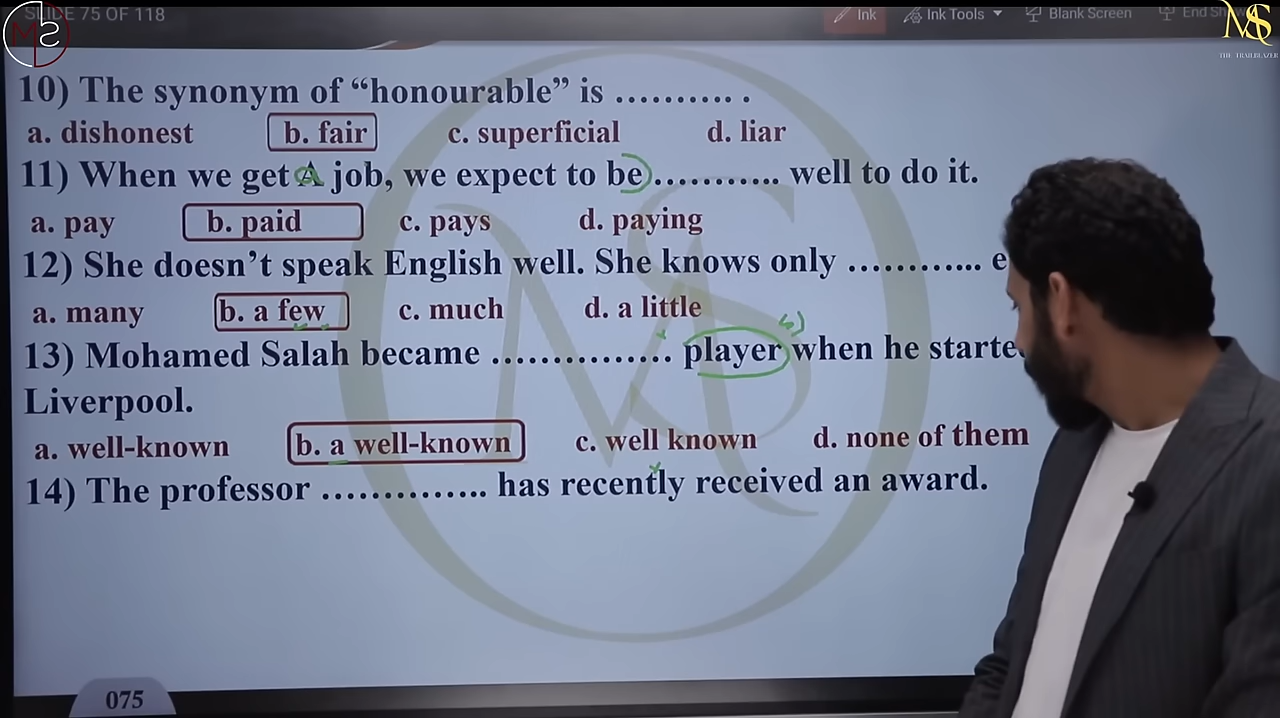 SLIDE 75 OF 118
Ink
Ink Tools
Blank Screen
End
MS
MS
THE TRAILBLAZER
10) The synonym of “honourable” is ……….. .
a. dishonest b. fair c. superficial d. liar
11) When we get A job, we expect to be ……….. well to do it.
a. pay b. paid c. pays d. paying
12) She doesn’t speak English well. She knows only ………...
a. many b. a few c. much d. a little
13) Mohamed Salah became …………… player when he
Liverpool.
a. well-known b. a well-known c. well known d. none of them
14) The professor ………….. has recently received an award.
075